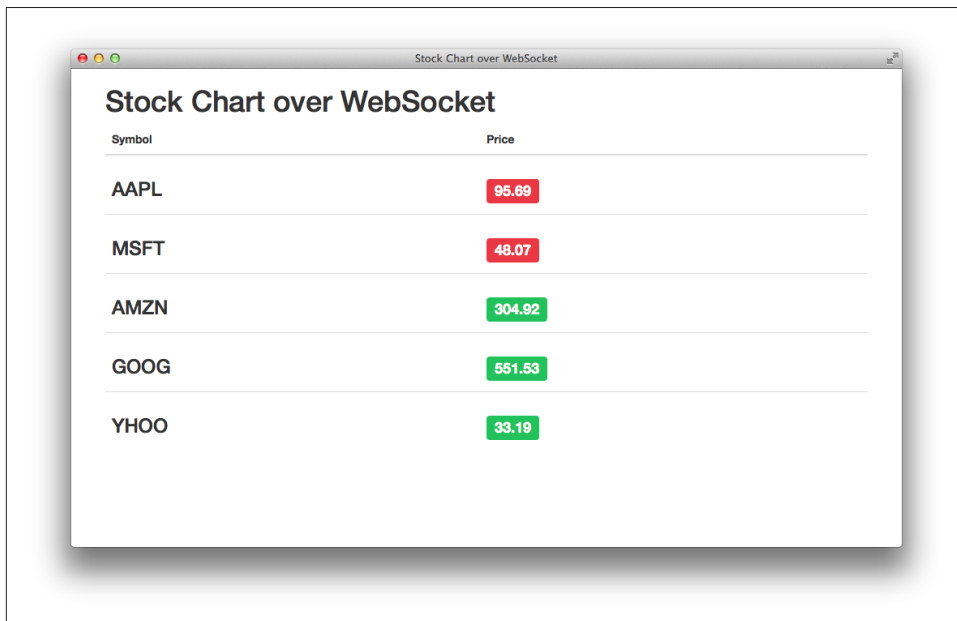 Stock Chart over WebSocket
Stock Chart over WebSocket
Symbol Price
AAPL 95.69
MSFT 48.07
AMZN 304.92
GOOG 551.53
YHOO 33.19